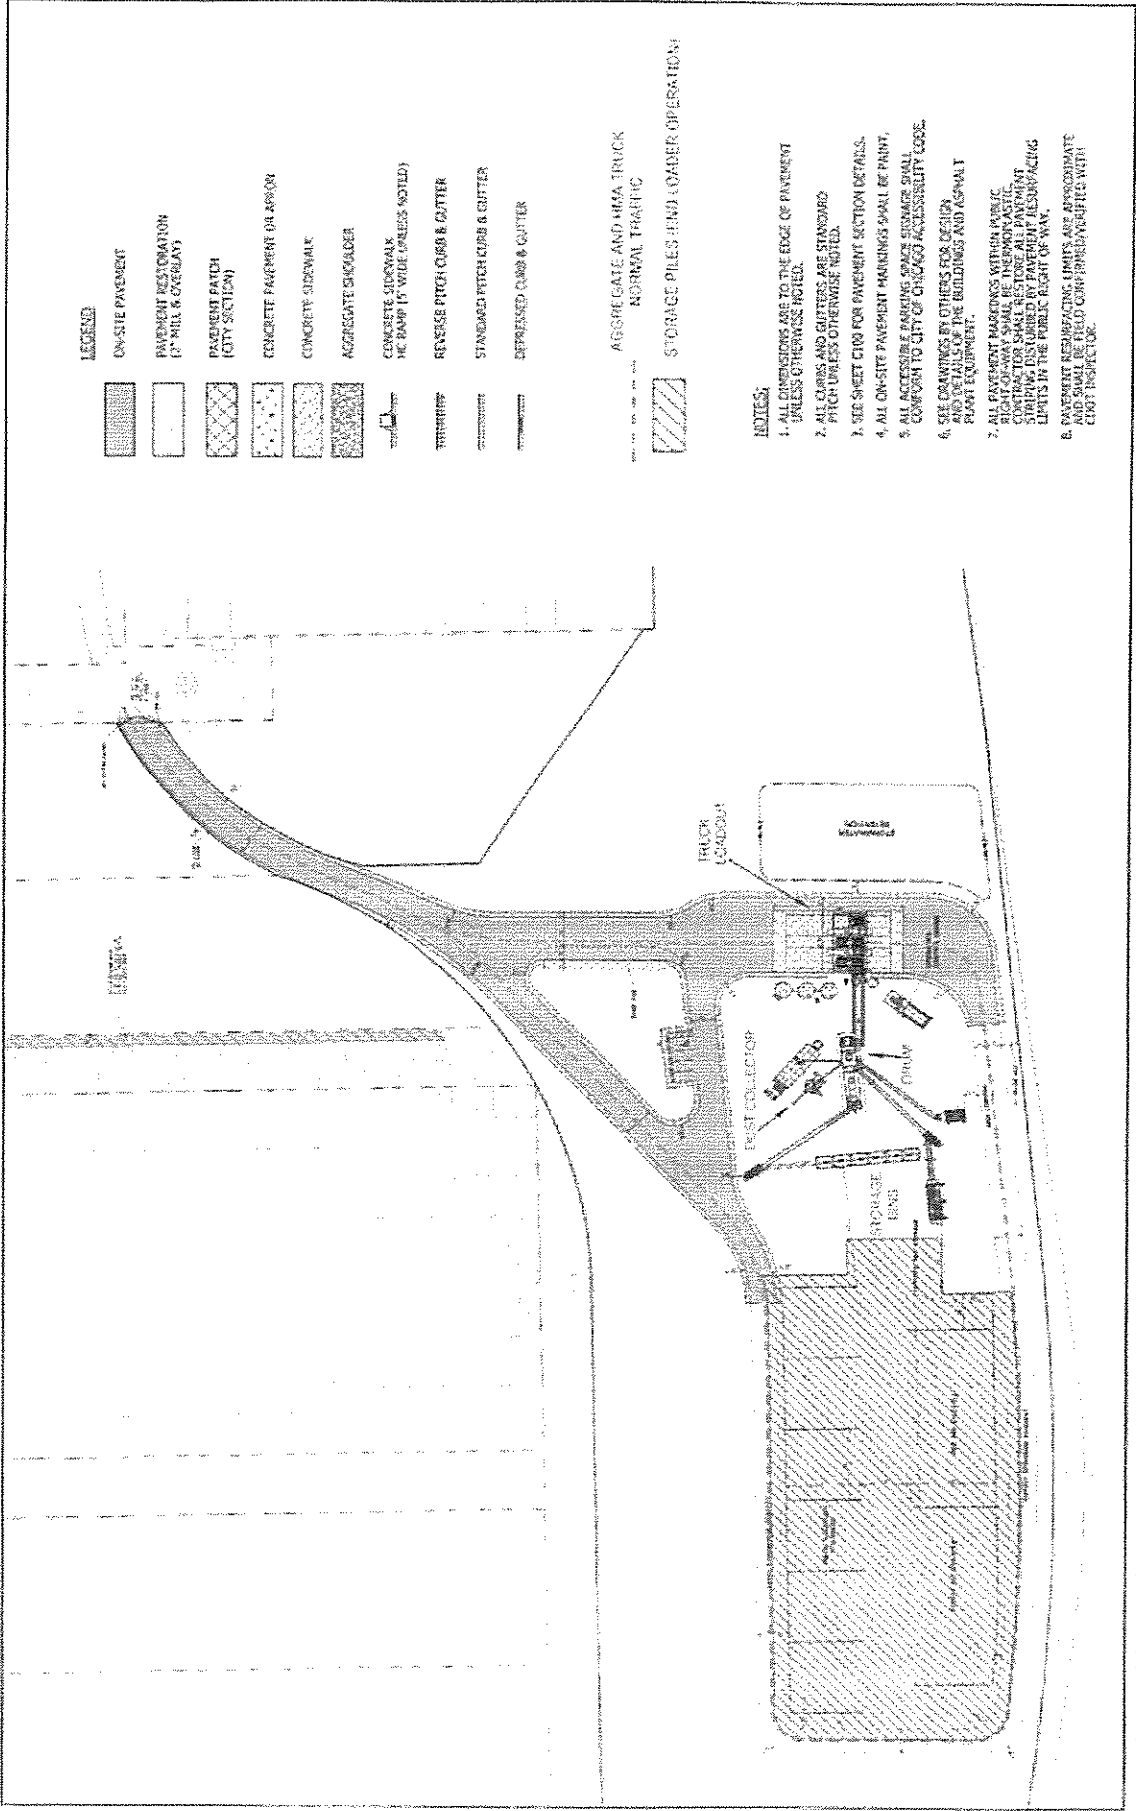 LEGEND
ON-SITE PAVEMENT
PAVEMENT RESTORATION
(2" MILL & OVERLAY)
PAVEMENT PATCH
(CITY SECTION)
CONCRETE PAVEMENT OR APRON
CONCRETE SIDEWALK
AGGREGATE SHOULDER
CONCRETE SIDEWALK
HC RAMP (5' WIDE UNLESS NOTED)
REVERSE PITCH CURB & GUTTER
STANDARD PITCH CURB & GUTTER
DEPRESSED CURB & GUTTER
AGGREGATE AND HMA TRUCK
NORMAL TRAFFIC
STORAGE PILES /END LOADER OPERATIONS
NOTES:
1. ALL DIMENSIONS ARE TO THE EDGE OF PAVEMENT
UNLESS OTHERWISE NOTED.
2. ALL CURBS AND GUTTERS ARE STANDARD
PITCH UNLESS OTHERWISE NOTED.
3. SEE SHEET C100 FOR PAVEMENT SECTION DETAILS.
4. ALL ON-SITE PAVEMENT MARKINGS SHALL BE PAINT.
5. ALL ACCESSIBLE PARKING SPACE SIGNAGE SHALL
CONFORM TO CITY OF CHICAGO ACCESSIBILITY CODE.
6. SEE DRAWINGS BY OTHERS FOR DESIGN
AND DETAILS OF THE BUILDINGS AND ASPHALT
PLANT EQUIPMENT.
7. ALL PAVEMENT MARKINGS WITHIN PUBLIC
RIGHT-OF-WAY SHALL BE THERMOPLASTIC.
CONTRACTOR SHALL RESTORE ALL PAVEMENT
STRIPING DISTURBED BY PAVEMENT RESURFACING
LIMITS IN THE PUBLIC RIGHT OF WAY.
8. PAVEMENT RESURFACING LIMITS ARE APPROXIMATE
AND SHALL BE FIELD CONFIRMED/VERIFIED WITH
CDOT INSPECTOR.
TRUCK
LOADOUT
DUST COLLECTOR
DRUM
STORAGE
BINS